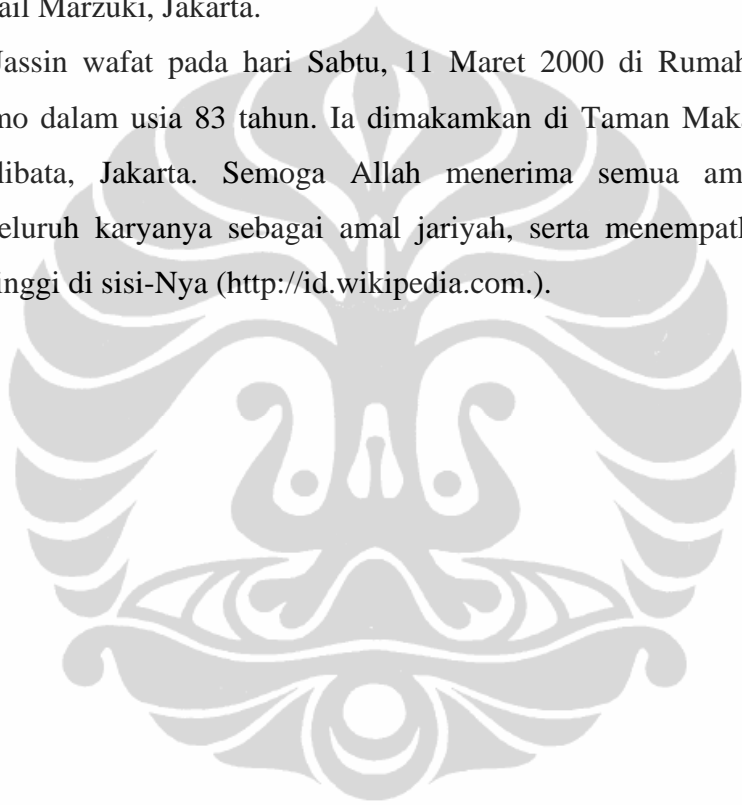 ail Marzuki, Jakarta.
Jassin wafat pada hari Sabtu, 11 Maret 2000 di Rumah
mo dalam usia 83 tahun. Ia dimakamkan di Taman Mak
libata, Jakarta. Semoga Allah menerima semua am
eluruh karyanya sebagai amal jariyah, serta menempatk
inggi di sisi-Nya (http://id.wikipedia.com.).